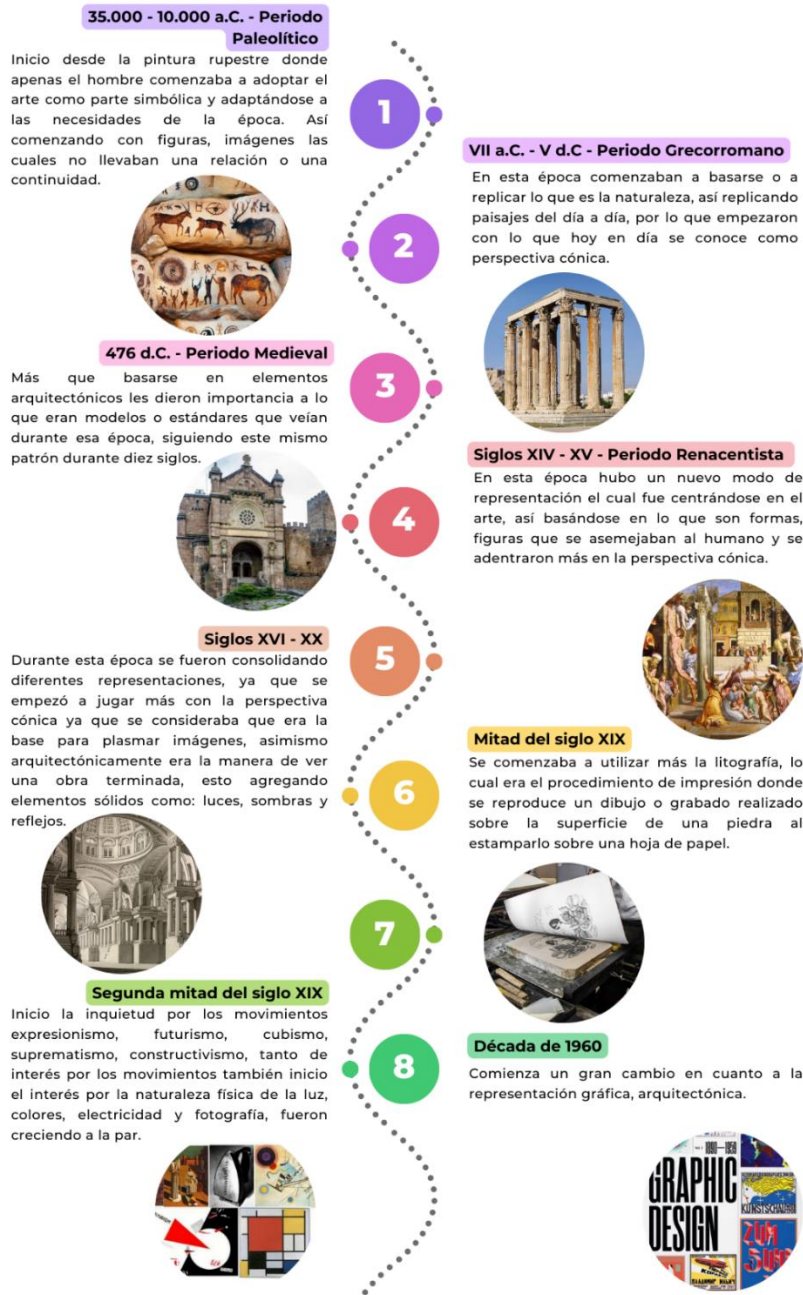 35.000 - 10.000 a.C. - Periodo
Paleolítico
Inicio desde la pintura rupestre donde
apenas el hombre comenzaba a adoptar el
arte como parte simbólica y adaptándose a
las necesidades de la época. Así
comenzando con figuras, imágenes las
cuales no llevaban una relación o una
continuidad.
1
VII a.C. - V d.C - Periodo Grecorromano
En esta época comenzaban a basarse o a
replicar lo que es la naturaleza, así replicando
paisajes del día a día, por lo que empezaron
con lo que hoy en día se conoce como
perspectiva cónica.
2
476 d.C. - Periodo Medieval
Más que basarse en elementos
arquitectónicos les dieron importancia a lo
que eran modelos o estándares que veían
durante esa época, siguiendo este mismo
patrón durante diez siglos.
3
Siglos XIV - XV - Periodo Renacentista
En esta época hubo un nuevo modo de
representación el cual fue centrándose en el
arte, así basándose en lo que son formas,
figuras que se asemejaban al humano y se
adentraron más en la perspectiva cónica.
4
Siglos XVI - XX
Durante esta época se fueron consolidando
diferentes representaciones, ya que se
empezó a jugar más con la perspectiva
cónica ya que se consideraba que era la
base para plasmar imágenes, asimismo
arquitectónicamente era la manera de ver
una obra terminada, esto agregando
elementos sólidos como: luces, sombras y
reflejos.
5
Mitad del siglo XIX
Se comenzaba a utilizar más la litografía, lo
cual era el procedimiento de impresión donde
se reproduce un dibujo o grabado realizado
sobre la superficie de una piedra al
estamparlo sobre una hoja de papel.
6
Segunda mitad del siglo XIX
Inicio la inquietud por los movimientos
expresionismo, futurismo, cubismo,
suprematismo, constructivismo, tanto de
interés por los movimientos también inicio
el interés por la naturaleza física de la luz,
colores, electricidad y fotografía, fueron
creciendo a la par.
7
Década de 1960
Comienza un gran cambio en cuanto a la
representación gráfica, arquitectónica.
8
1890—1959
GRAPHIC
DESIGN